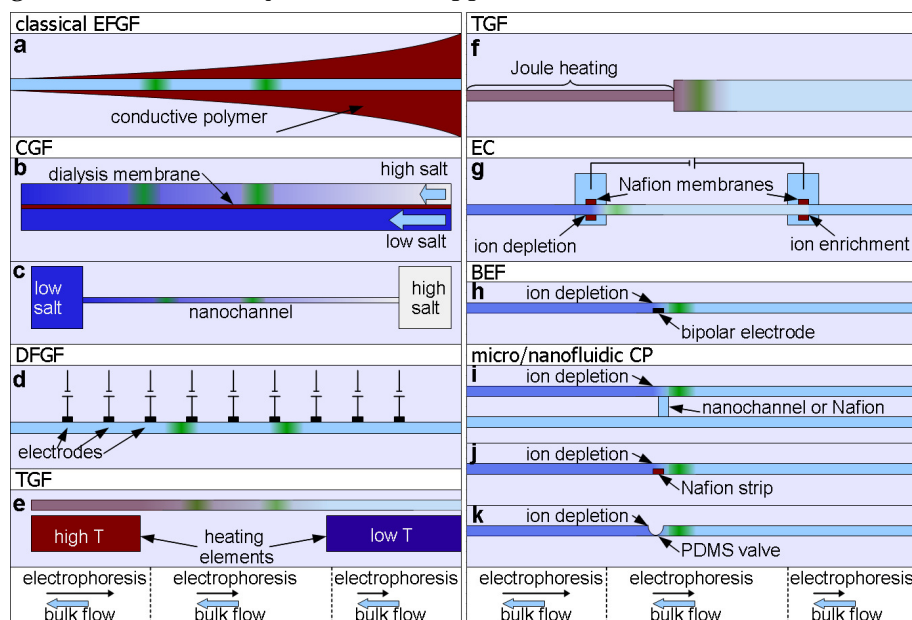 classical EFGF
a
conductive polymer
CGF
b
dialysis membrane
high salt
low salt
c
low
salt
nanochannel
high
salt
DFGF
d
electrodes
TGF
e
high T
heating
elements
low T
electrophoresis
bulk flow
electrophoresis
bulk flow
electrophoresis
bulk flow
TGF
f
Joule heating
EC
g
Nafion membranes
ion depletion
ion enrichment
BEF
h
ion depletion
bipolar electrode
micro/nanofluidic CP
i
ion depletion
nanochannel or Nafion
j
ion depletion
Nafion strip
k
ion depletion
PDMS valve
electrophoresis
bulk flow
electrophoresis
bulk flow
electrophoresis
bulk flow